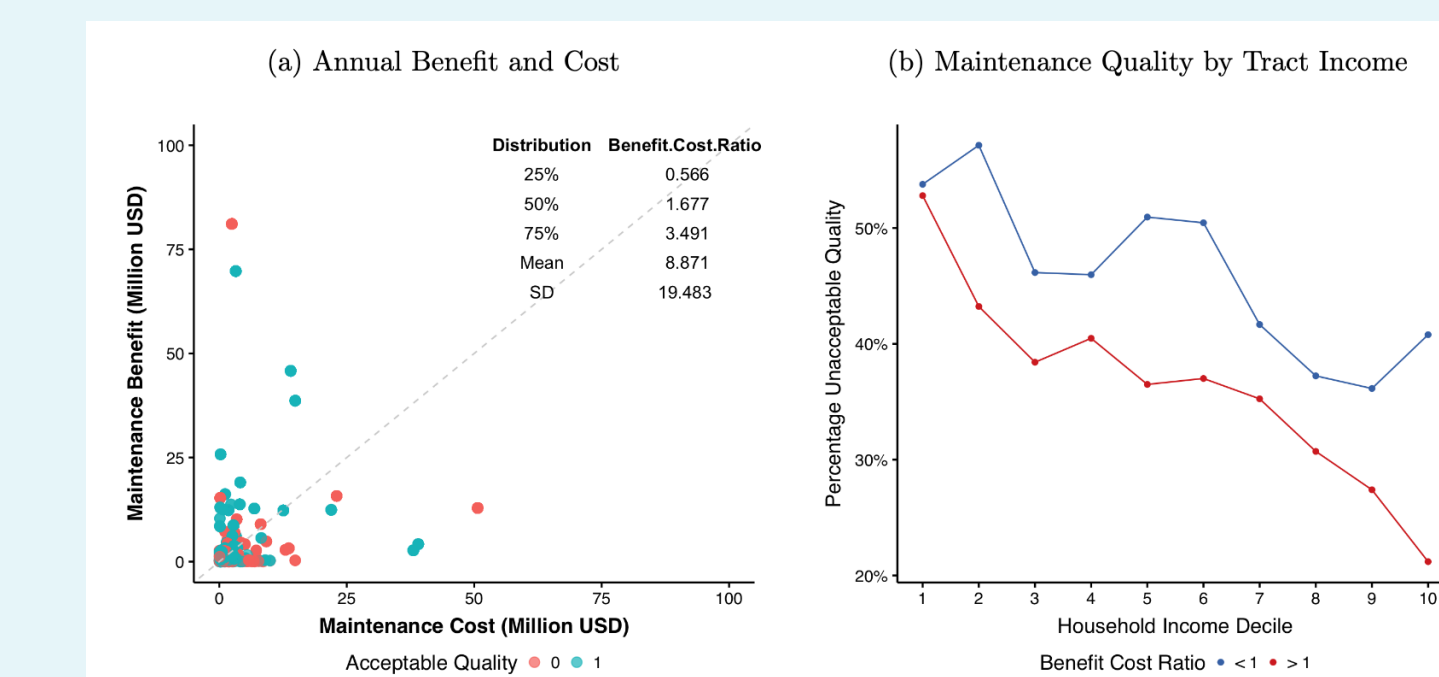 (a) Annual Benefit and Cost
Distribution Benefit.Cost.Ratio
25% 0.566
50% 1.677
75% 3.491
Mean 8.871
SD 19.483
Maintenance Benefit (Million USD)
100
75
50
25
0
0 25 50 75 100
Maintenance Cost (Million USD)
Acceptable Quality 0 1
(b) Maintenance Quality by Tract Income
Percentage Unacceptable Quality
50%
40%
30%
20%
1 2 3 4 5 6 7 8 9 10
Household Income Decile
Benefit Cost Ratio < 1 > 1